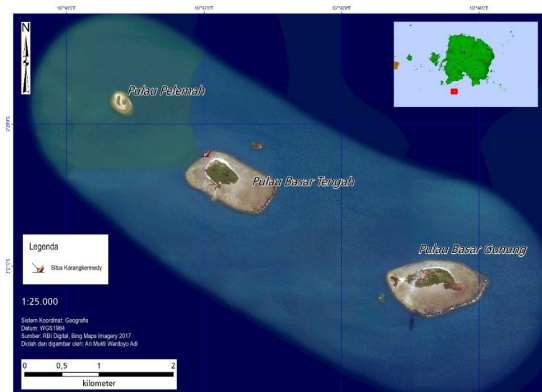 N
Pulau Pelemah
Pulau Basar Tengah
Pulau Basar Gunung
Legenda
Situs Karangkennedy
1:25.000
Sistem Koordinat: Geografis
Datum: WGS1984
Sumber: RBI Digital, Bing Maps Imagery 2017
Diolah dan digambar oleh: Ari Mukti Wardoyo Adi
0 0,5 1 2
kilometer